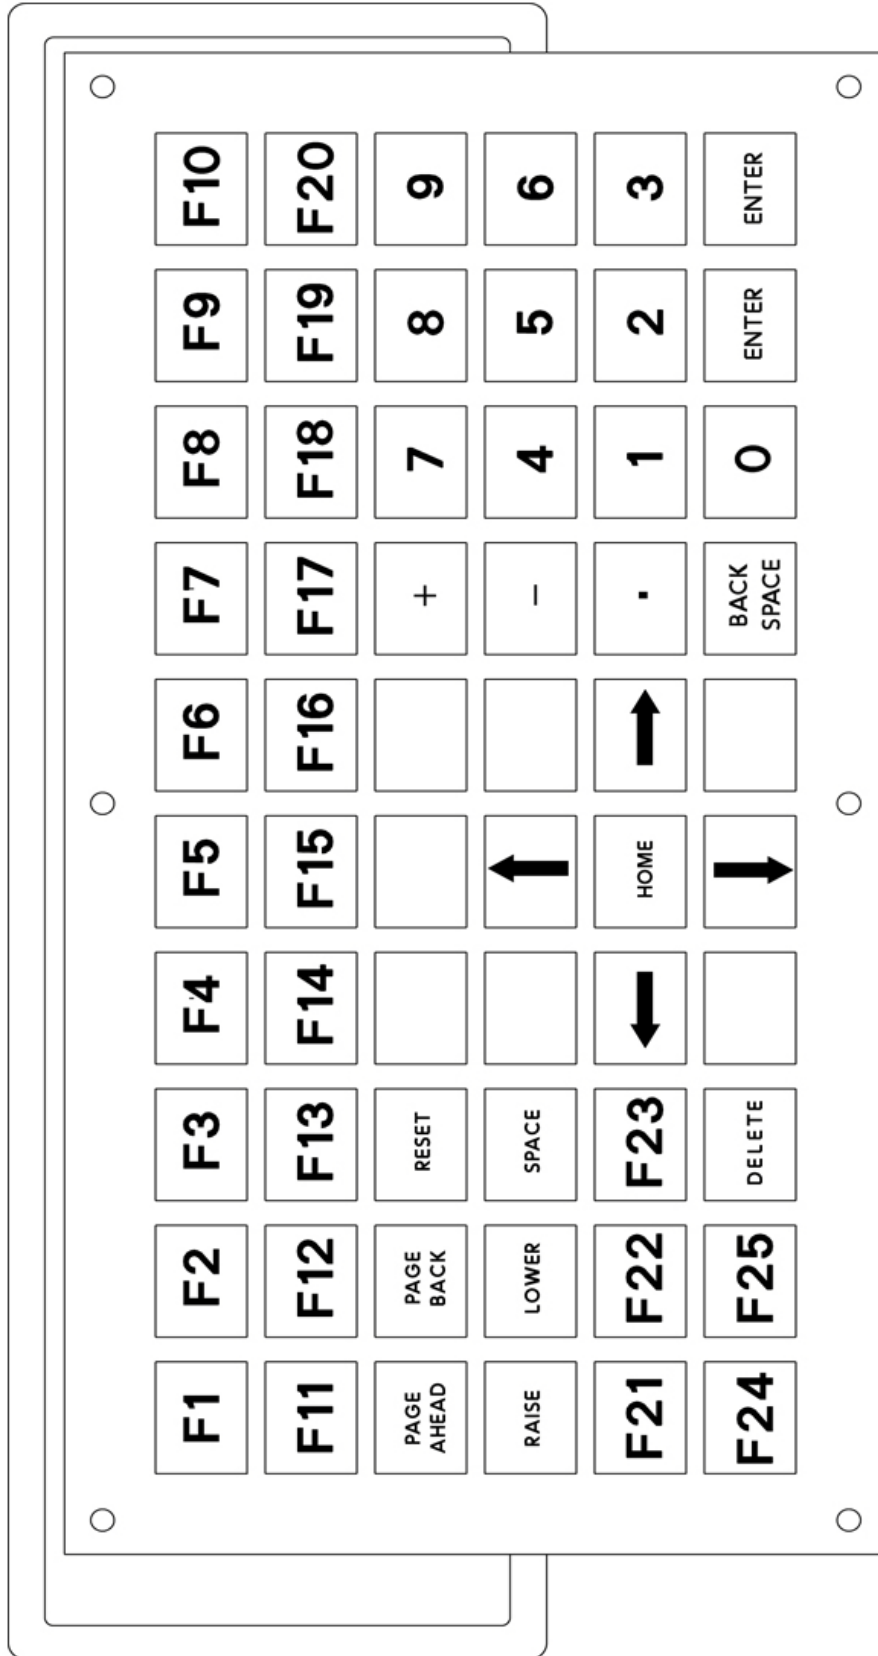 F1 F2 F3 F4 F5 F6 F7 F8 F9 F10
F11 F12 F13 F14 F15 F16 F17 F18 F19 F20
PAGE AHEAD PAGE BACK RESET + 7 8 9
RAISE LOWER SPACE − 4 5 6
F21 F22 F23 HOME . 1 2 3
F24 F25 DELETE BACK SPACE 0 ENTER ENTER